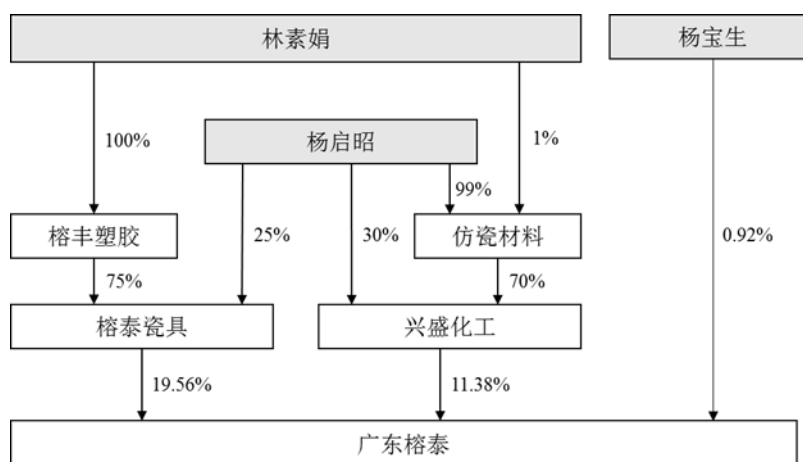 林素娟
杨宝生
100%
杨启昭
1%
99%
榕丰塑胶
25%
30%
仿瓷材料
0.92%
75%
70%
榕泰瓷具
兴盛化工
19.56%
11.38%
广东榕泰